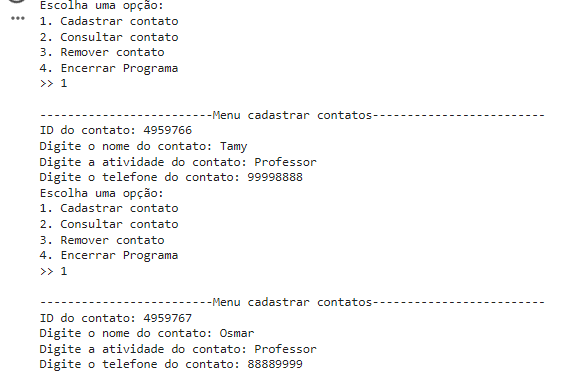 Escolha uma opção:
1. Cadastrar contato
2. Consultar contato
3. Remover contato
4. Encerrar Programa
>> 1
-------------------------Menu cadastrar contatos-------------------------
ID do contato: 4959766
Digite o nome do contato: Tamy
Digite a atividade do contato: Professor
Digite o telefone do contato: 99998888
Escolha uma opção:
1. Cadastrar contato
2. Consultar contato
3. Remover contato
4. Encerrar Programa
>> 1
-------------------------Menu cadastrar contatos-------------------------
ID do contato: 4959767
Digite o nome do contato: Osmar
Digite a atividade do contato: Professor
Digite o telefone do contato: 88889999